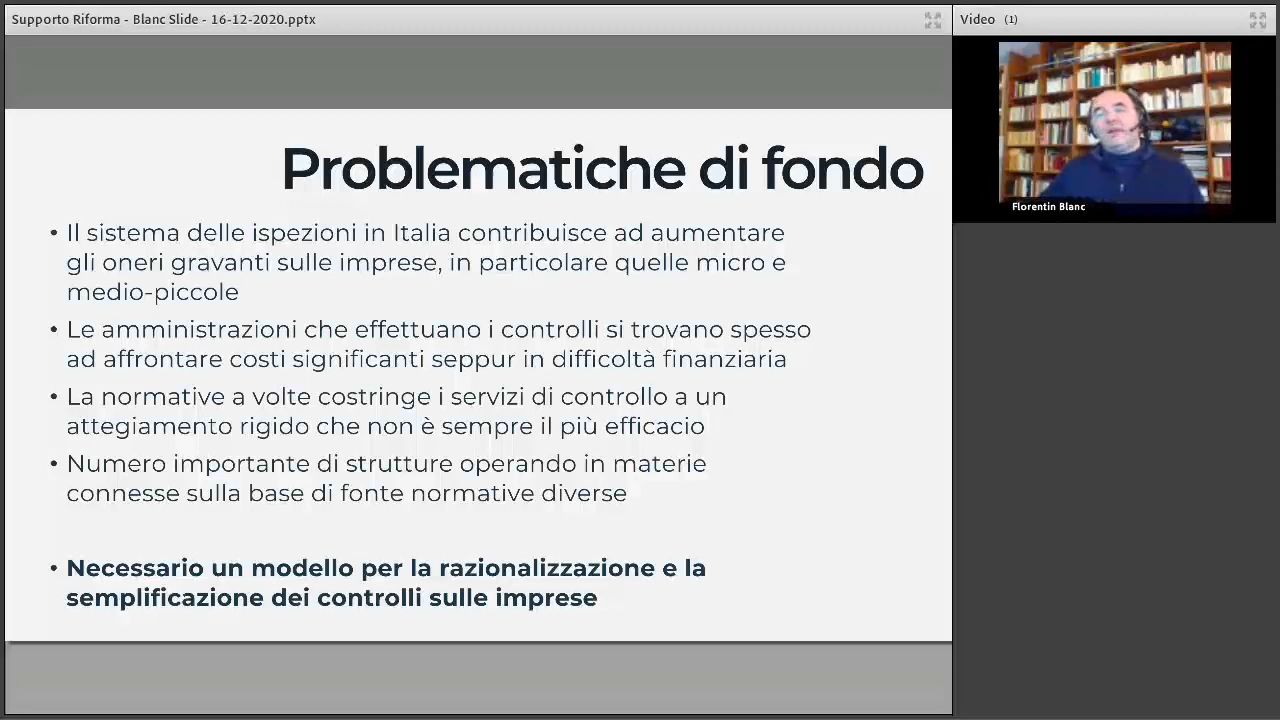 Supporto Riforma - Blanc Slide - 16-12-2020.pptx
Video (1)
Florentin Blanc
Problematiche di fondo
• Il sistema delle ispezioni in Italia contribuisce ad aumentare
gli oneri gravanti sulle imprese, in particolare quelle micro e
medio-piccole
• Le amministrazioni che effettuano i controlli si trovano spesso
ad affrontare costi significanti seppur in difficoltà finanziaria
• La normative a volte costringe i servizi di controllo a un
attegiamento rigido che non è sempre il più efficacio
• Numero importante di strutture operando in materie
connesse sulla base di fonte normative diverse
• Necessario un modello per la razionalizzazione e la
semplificazione dei controlli sulle imprese